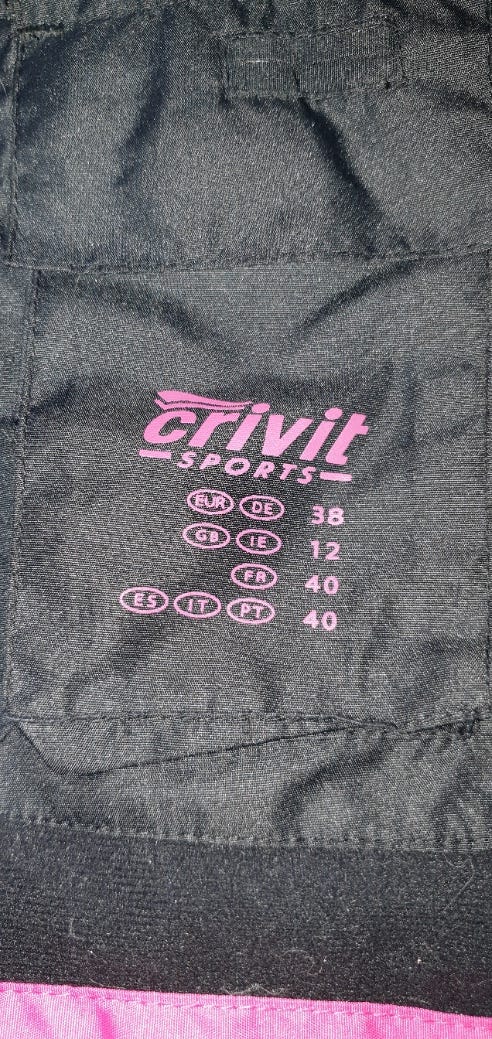 crivit
SPORTS
EUR DE 38
GB IE 12
FR 40
ES IT PT 40